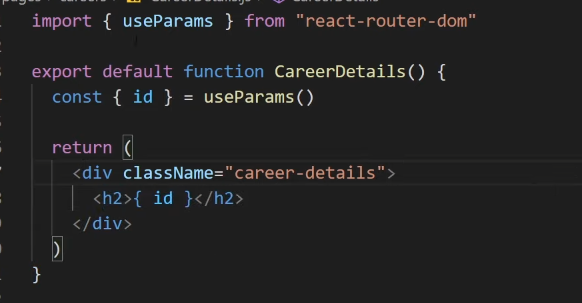 import { useParams } from "react-router-dom"
export default function CareerDetails() {
const { id } = useParams()
return (
<div className="career-details">
<h2>{ id }</h2>
</div>
)
}